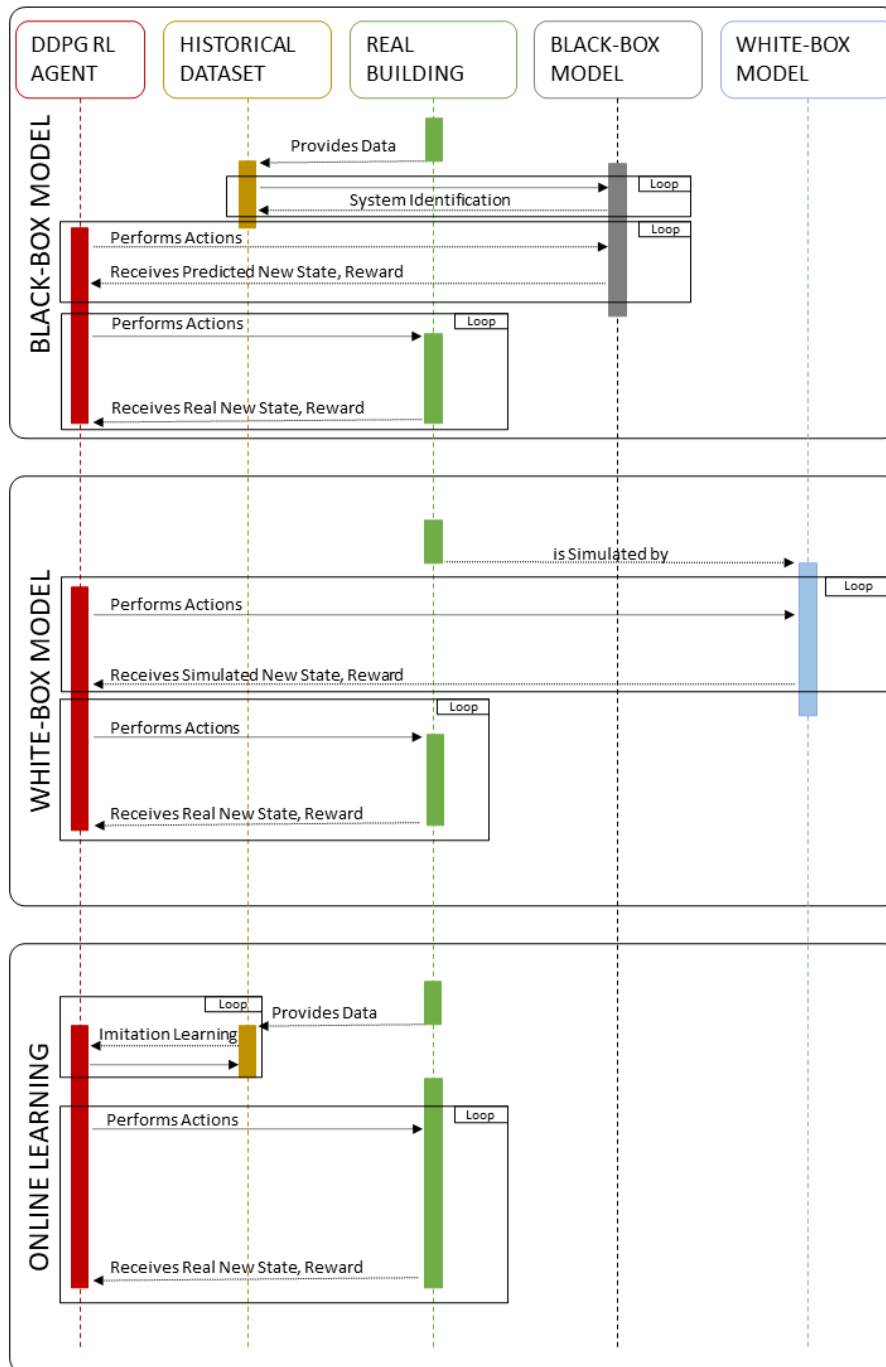 DDPG RL
AGENT
HISTORICAL
DATASET
REAL
BUILDING
BLACK-BOX
MODEL
WHITE-BOX
MODEL
BLACK-BOX MODEL
Provides Data
Loop
System Identification
Loop
Performs Actions
Receives Predicted New State, Reward
Loop
Performs Actions
Receives Real New State, Reward
WHITE-BOX MODEL
is Simulated by
Loop
Performs Actions
Receives Simulated New State, Reward
Loop
Performs Actions
Receives Real New State, Reward
ONLINE LEARNING
Loop
Provides Data
Imitation Learning
Loop
Performs Actions
Receives Real New State, Reward